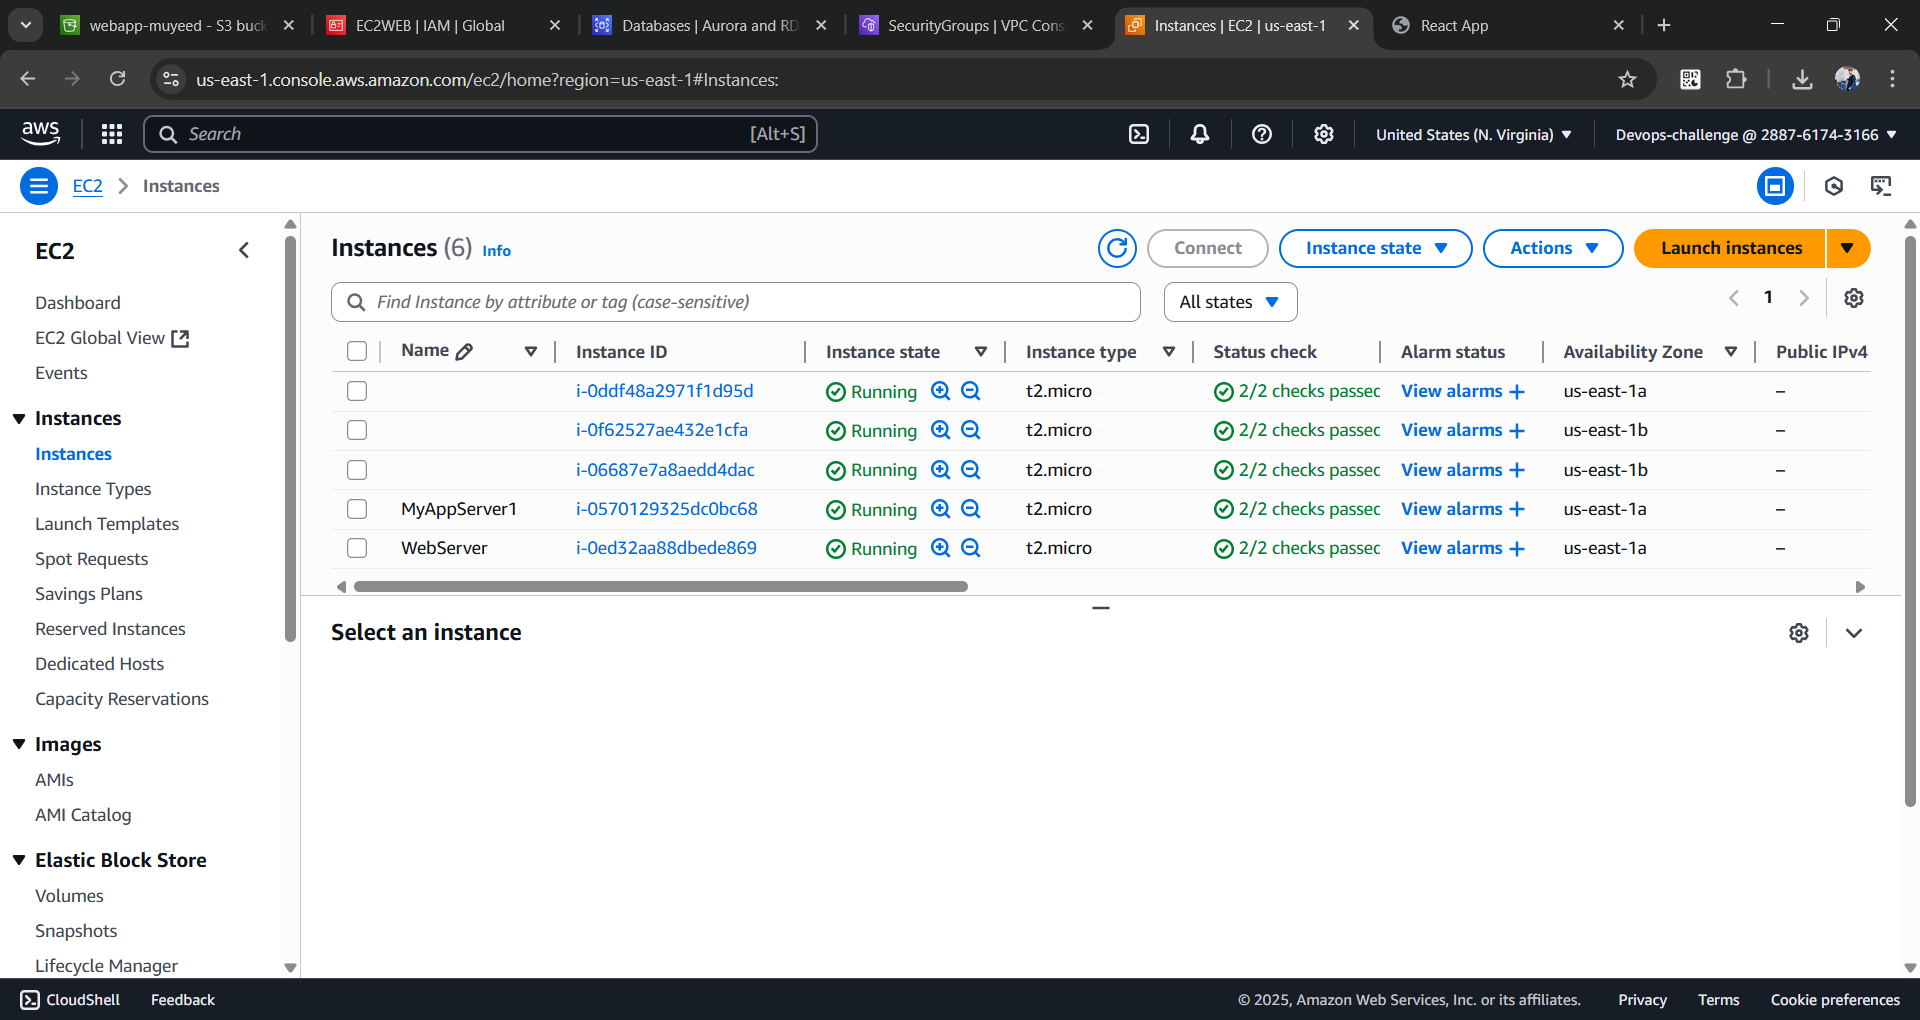 webapp-muyeed - S3 buck
EC2WEB | IAM | Global
Databases | Aurora and RD
SecurityGroups | VPC Cons
Instances | EC2 | us-east-1
React App
us-east-1.console.aws.amazon.com/ec2/home?region=us-east-1#Instances:
aws
Search
[Alt+S]
United States (N. Virginia)
Devops-challenge @ 2887-6174-3166
EC2
Instances
EC2
Dashboard
EC2 Global View
Events
Instances
Instances
Instance Types
Launch Templates
Spot Requests
Savings Plans
Reserved Instances
Dedicated Hosts
Capacity Reservations
Images
AMIs
AMI Catalog
Elastic Block Store
Volumes
Snapshots
Lifecycle Manager
Instances (6) Info
Connect
Instance state
Actions
Launch instances
Find Instance by attribute or tag (case-sensitive)
All states
1
Name Instance ID Instance state Instance type Status check Alarm status Availability Zone Public IPv4
i-0ddf48a2971f1d95d Running t2.micro 2/2 checks passed View alarms + us-east-1a –
i-0f62527ae432e1cfa Running t2.micro 2/2 checks passed View alarms + us-east-1b –
i-06687e7a8aedd4dac Running t2.micro 2/2 checks passed View alarms + us-east-1b –
MyAppServer1 i-0570129325dc0bc68 Running t2.micro 2/2 checks passed View alarms + us-east-1a –
WebServer i-0ed32aa88dbede869 Running t2.micro 2/2 checks passed View alarms + us-east-1a –
Select an instance
CloudShell
Feedback
© 2025, Amazon Web Services, Inc. or its affiliates.
Privacy
Terms
Cookie preferences